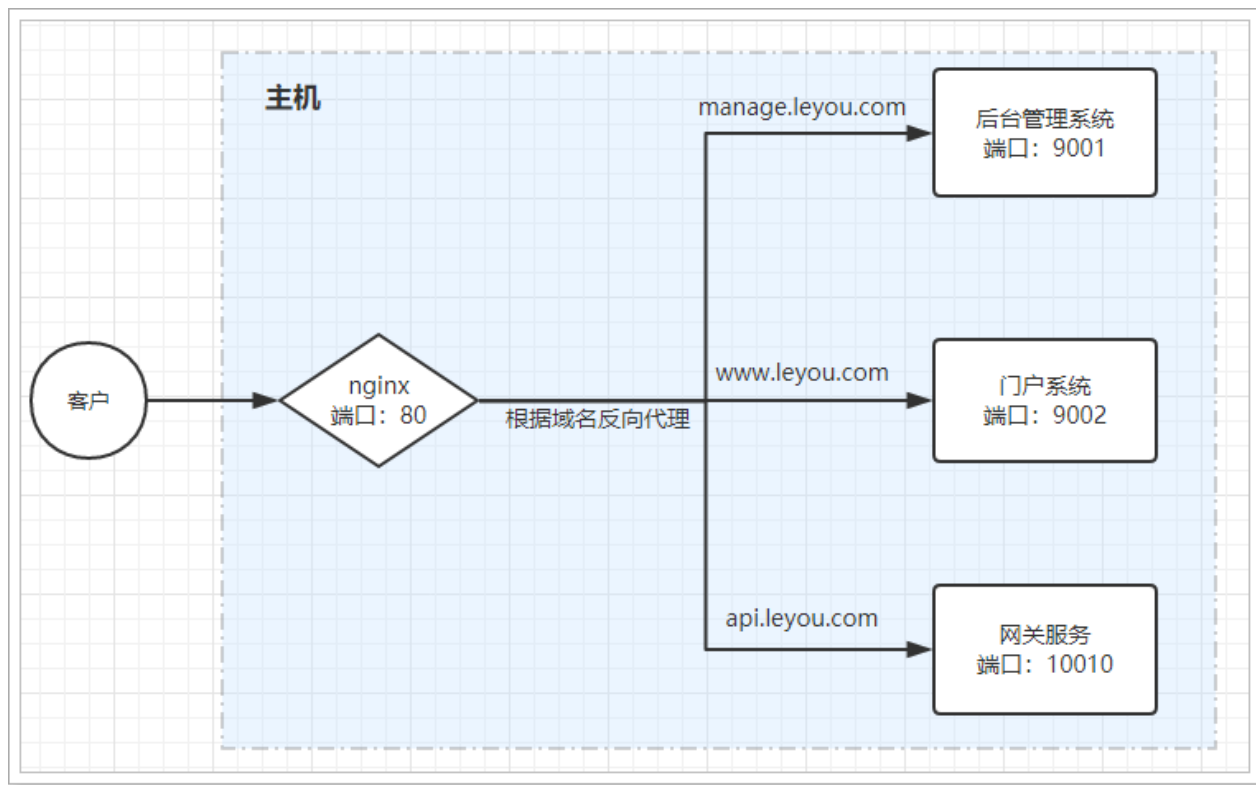 主机
manage.leyou.com
后台管理系统
端口：9001
客户
nginx
端口：80
根据域名反向代理
www.leyou.com
门户系统
端口：9002
api.leyou.com
网关服务
端口：10010